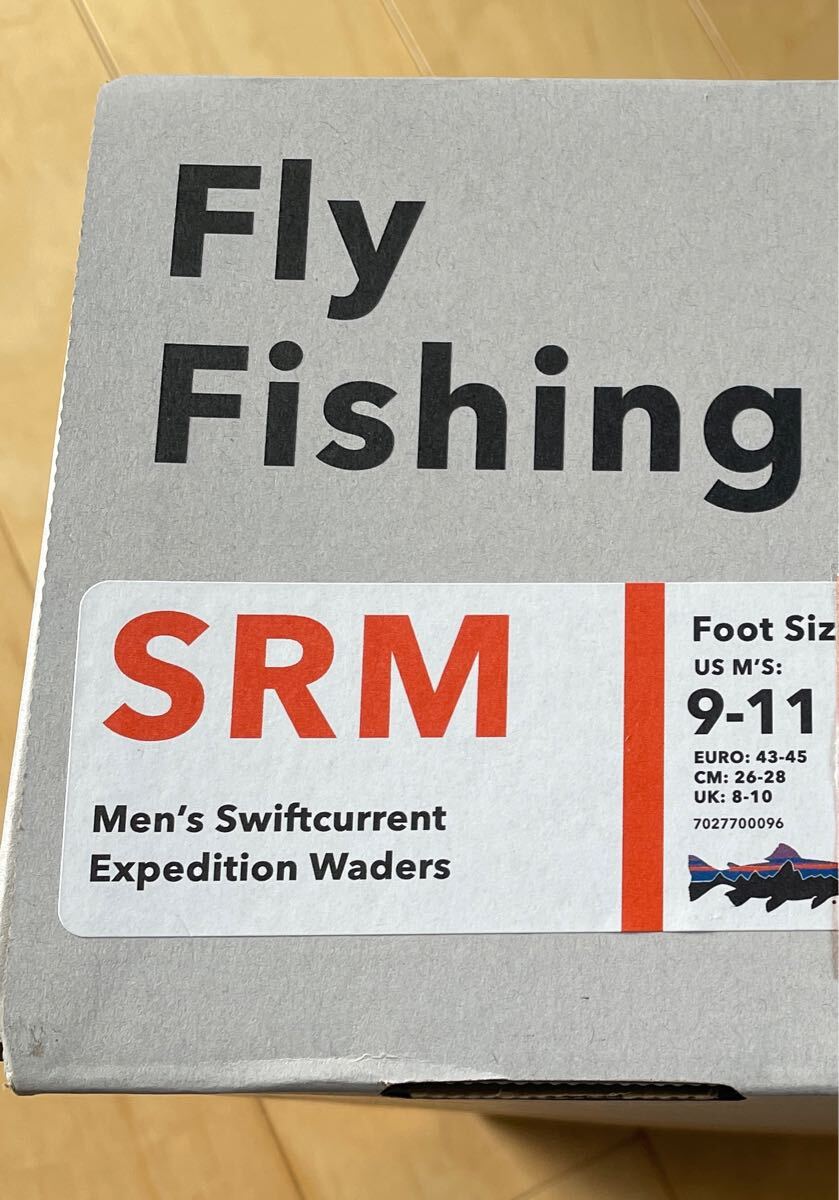 Fly
Fishing
SRM
Men's Swiftcurrent
Expedition Waders
Foot Siz
US M'S:
9-11
EURO: 43-45
CM: 26-28
UK: 8-10
7027700096